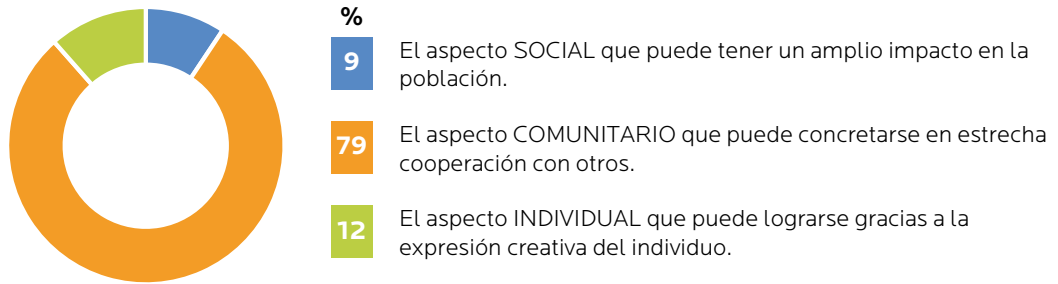 %
9
El aspecto SOCIAL que puede tener un amplio impacto en la
población.
79
El aspecto COMUNITARIO que puede concretarse en estrecha
cooperación con otros.
12
El aspecto INDIVIDUAL que puede lograrse gracias a la
expresión creativa del individuo.